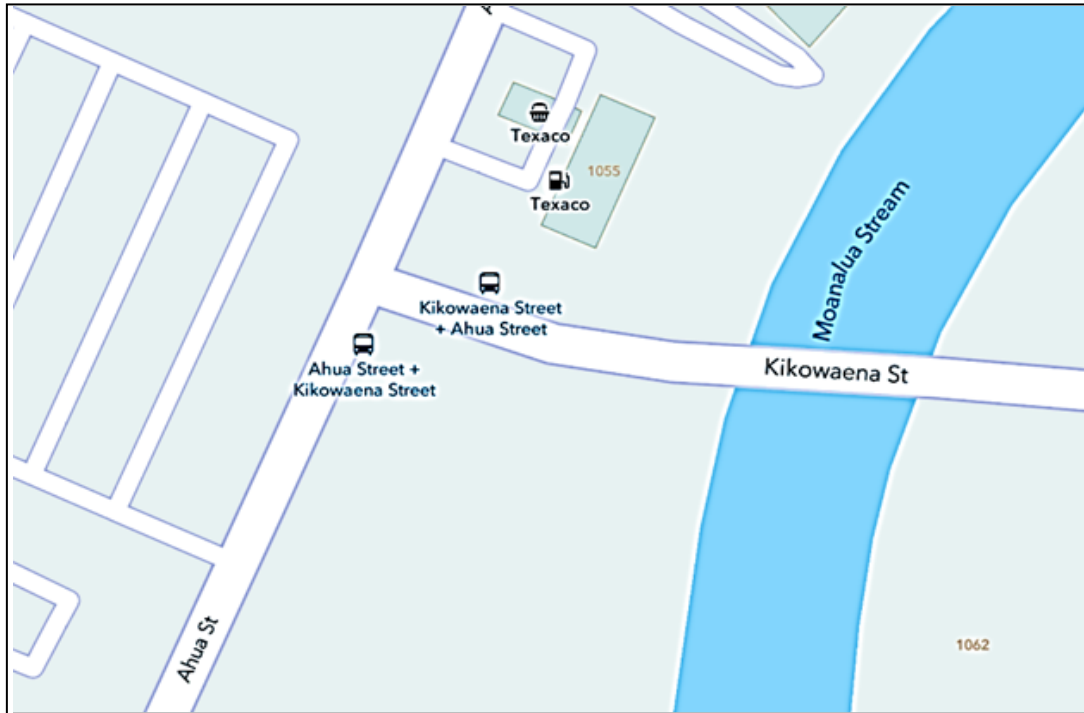 Texaco
1055
Texaco
Moanalua Stream
Kikowaena Street
+ Ahua Street
Ahua Street +
Kikowaena Street
Kikowaena St
Ahua St
1062